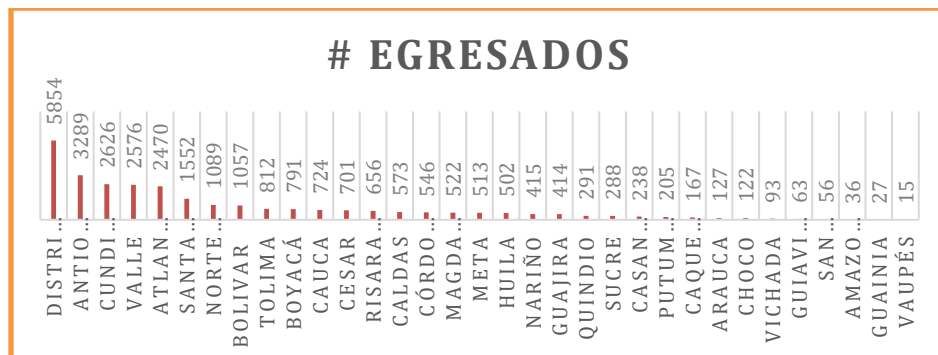 # EGRESADOS
5854
3289
2626
2576
2470
1552
1089
1057
812
791
724
701
656
573
546
522
513
502
415
414
291
288
238
205
167
127
122
93
63
56
36
27
15
DISTRI…
ANTIO…
CUNDI…
VALLE
ATLAN…
SANTA…
NORTE…
BOLIVAR
TOLIMA
BOYACÁ
CAUCA
CESAR
RISARA…
CALDAS
CÓRDO…
MAGDA…
META
HUILA
NARIÑO
GUAJIRA
QUINDIO
SUCRE
CASAN…
PUTUM…
CAQUE…
ARAUCA
CHOCO
VICHADA
GUIAVI…
SAN…
AMAZO…
GUAINIA
VAUPÉS